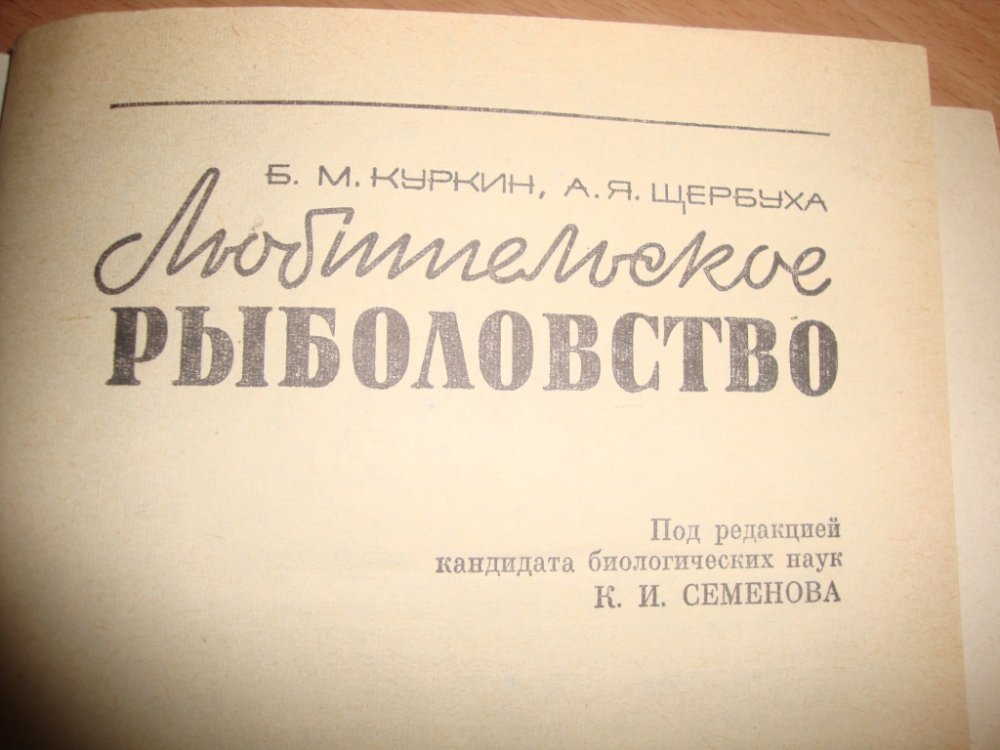 Б. М. КУРКИН, А. Я. ЩЕРБУХА
Любительское
РЫБОЛОВСТВО
Под редакцией
кандидата биологических наук
К. И. СЕМЕНОВА